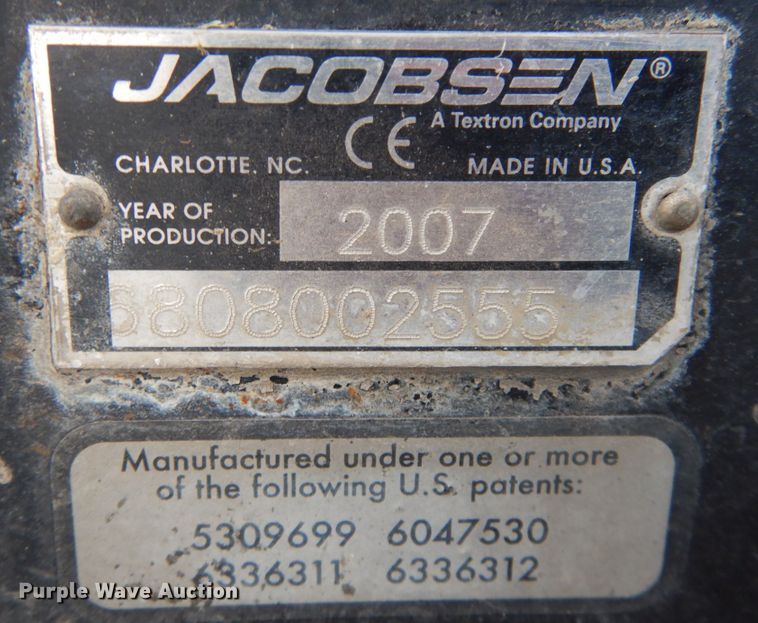 JACOBSEN®
A Textron Company
CE
CHARLOTTE, NC. MADE IN U.S.A.
YEAR OF
PRODUCTION: 2007
6808002555
Manufactured under one or more
of the following U.S. patents:
5309699 6047530
6336311 6336312
Purple Wave Auction